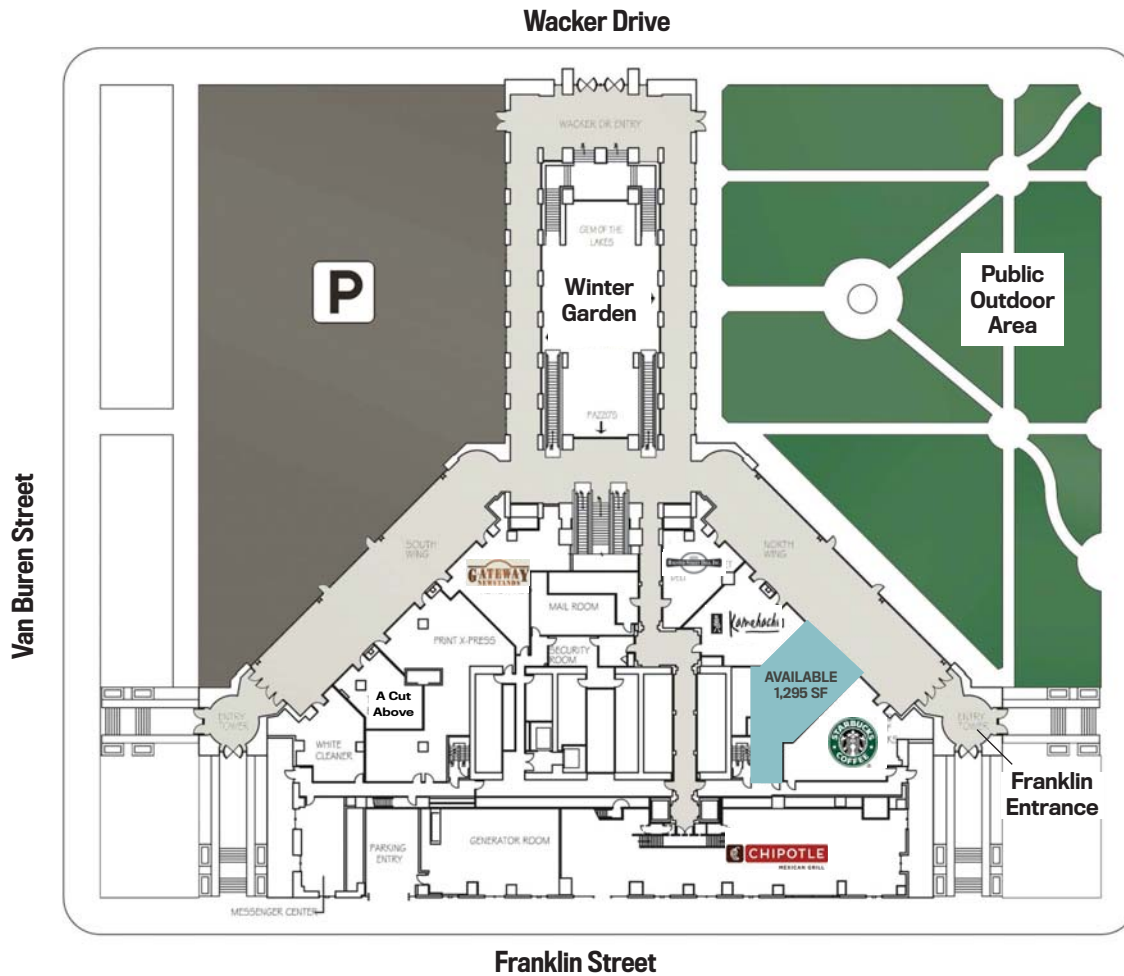 Wacker Drive
WACKER DR ENTRY
GEM OF THE
LAKES
Winter
Garden
P
Public
Outdoor
Area
PAZZO'S
Van Buren Street
SOUTH
WING
NORTH
WING
GATEWAY
NEWSTANDS
MAIL ROOM
Kamehachi
PRINT X-PRESS
SECURITY
ROOM
AVAILABLE
1,295 SF
A Cut
Above
ENTRY
TOWER
ENTRY
TOWER
WHITE
CLEANER
STARBUCKS
COFFEE
Franklin
Entrance
PARKING
ENTRY
GENERATOR ROOM
CHIPOTLE
MEXICAN GRILL
MESSENGER CENTER
Franklin Street